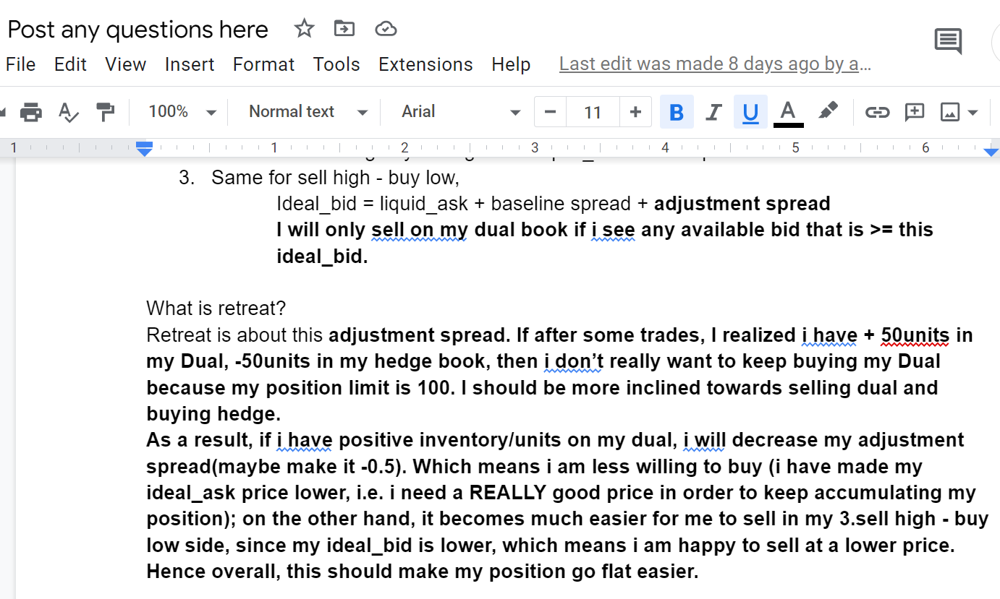 Post any questions here
File Edit View Insert Format Tools Extensions Help Last edit was made 8 days ago by a...
100% Normal text Arial 11 B I U A
1 1 2 3 4 5 6
3. Same for sell high - buy low,
Ideal_bid = liquid_ask + baseline spread + adjustment spread
I will only sell on my dual book if i see any available bid that is >= this
ideal_bid.
What is retreat?
Retreat is about this adjustment spread. If after some trades, I realized i have + 50units in
my Dual, -50units in my hedge book, then i don't really want to keep buying my Dual
because my position limit is 100. I should be more inclined towards selling dual and
buying hedge.
As a result, if i have positive inventory/units on my dual, i will decrease my adjustment
spread(maybe make it -0.5). Which means i am less willing to buy (i have made my
ideal_ask price lower, i.e. i need a REALLY good price in order to keep accumulating my
position); on the other hand, it becomes much easier for me to sell in my 3.sell high - buy
low side, since my ideal_bid is lower, which means i am happy to sell at a lower price.
Hence overall, this should make my position go flat easier.